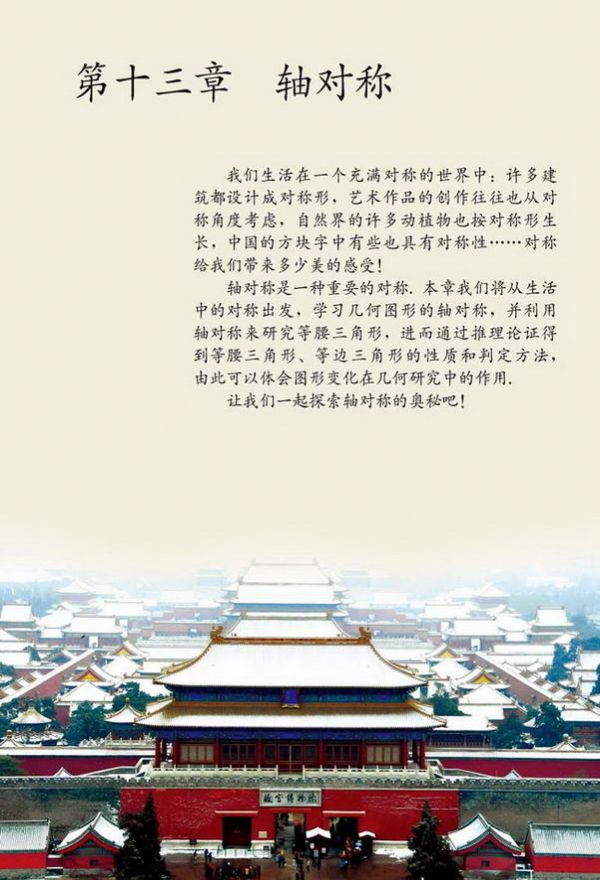 第十三章 轴对称
我们生活在一个充满对称的世界中：许多建
筑都设计成对称形，艺术作品的创作往往也从对
称角度考虑，自然界的许多动植物也按对称形生
长，中国的方块字中有些也具有对称性……对称
给我们带来多少美的感受！
轴对称是一种重要的对称. 本章我们将从生活
中的对称出发，学习几何图形的轴对称，并利用
轴对称来研究等腰三角形，进而通过推理论证得
到等腰三角形、等边三角形的性质和判定方法，
由此可以体会图形变化在几何研究中的作用.
让我们一起探索轴对称的奥秘吧！
故宫博物院